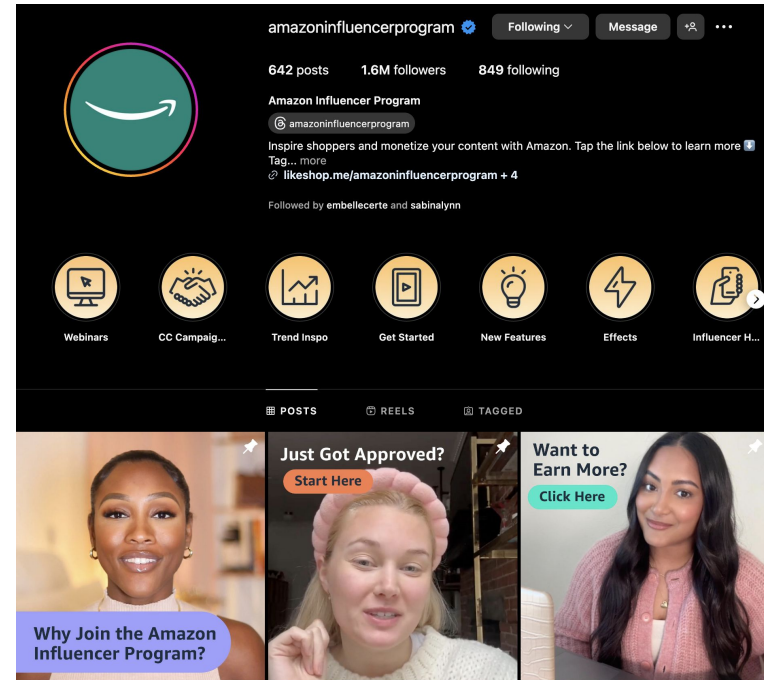 amazoninfluencerprogram
Following
Message
642 posts 1.6M followers 849 following
Amazon Influencer Program
amazoninfluencerprogram
Inspire shoppers and monetize your content with Amazon. Tap the link below to learn more ⬇️
Tag... more
likeshop.me/amazoninfluencerprogram + 4
Followed by embellecerte and sabinalynn
Webinars
CC Campaig...
Trend Inspo
Get Started
New Features
Effects
Influencer H...
POSTS
REELS
TAGGED
Why Join the Amazon
Influencer Program?
Just Got Approved?
Start Here
Want to
Earn More?
Click Here